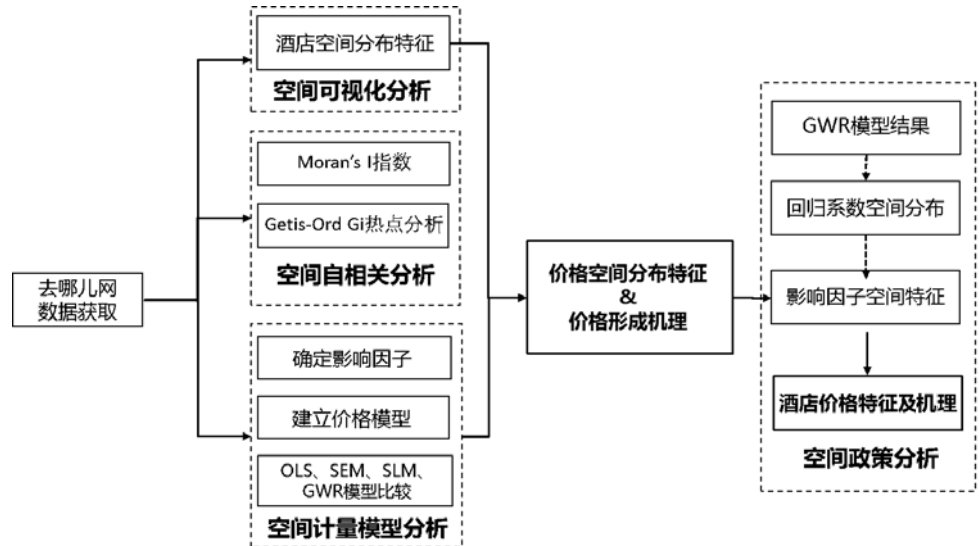 去哪儿网
数据获取
酒店空间分布特征
空间可视化分析
Moran's I指数
Getis-Ord Gi热点分析
空间自相关分析
确定影响因子
建立价格模型
OLS、SEM、SLM、
GWR模型比较
空间计量模型分析
价格空间分布特征
&
价格形成机理
GWR模型结果
回归系数空间分布
影响因子空间特征
酒店价格特征及机理
空间政策分析